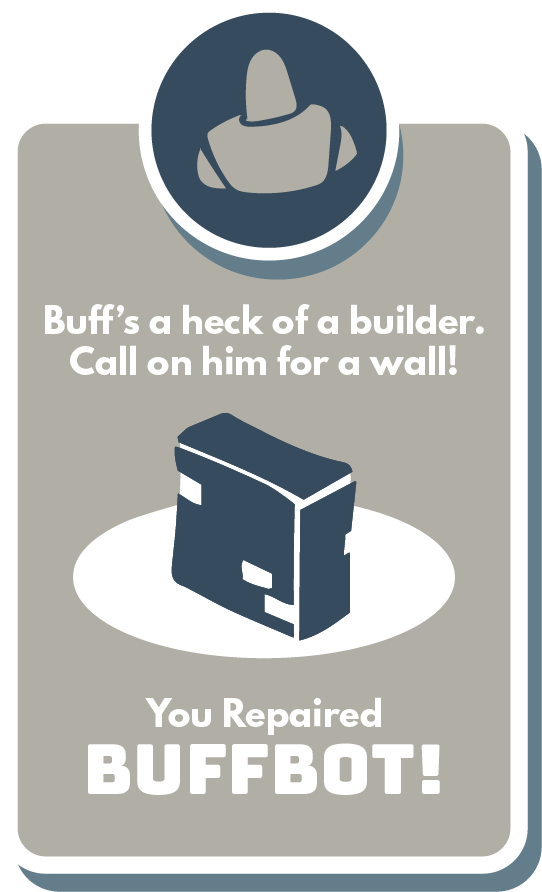 Buff’s a heck of a builder.
Call on him for a wall!
You Repaired
BUFFBOT!